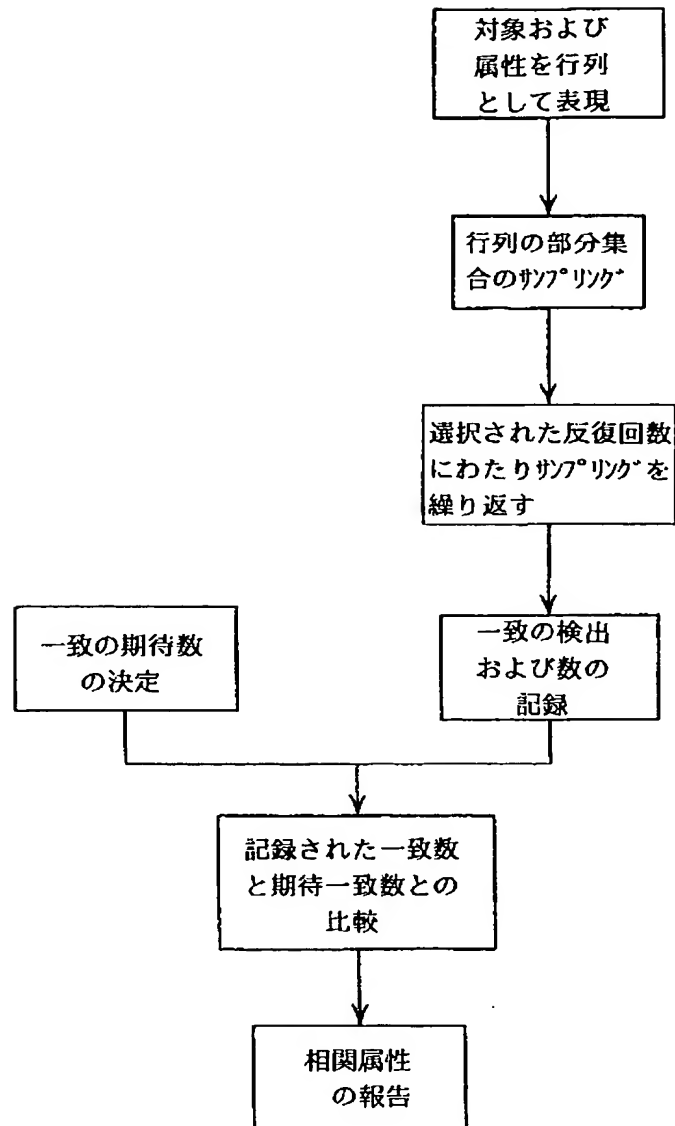 対象および
属性を行列
として表現
行列の部分集
合のｻﾝﾌﾟﾘﾝｸﾞ
選択された反復回数
にわたりｻﾝﾌﾟﾘﾝｸﾞを
繰り返す
一致の期待数
の決定
一致の検出
および数の
記録
記録された一致数
と期待一致数との
比較
相関属性
の報告